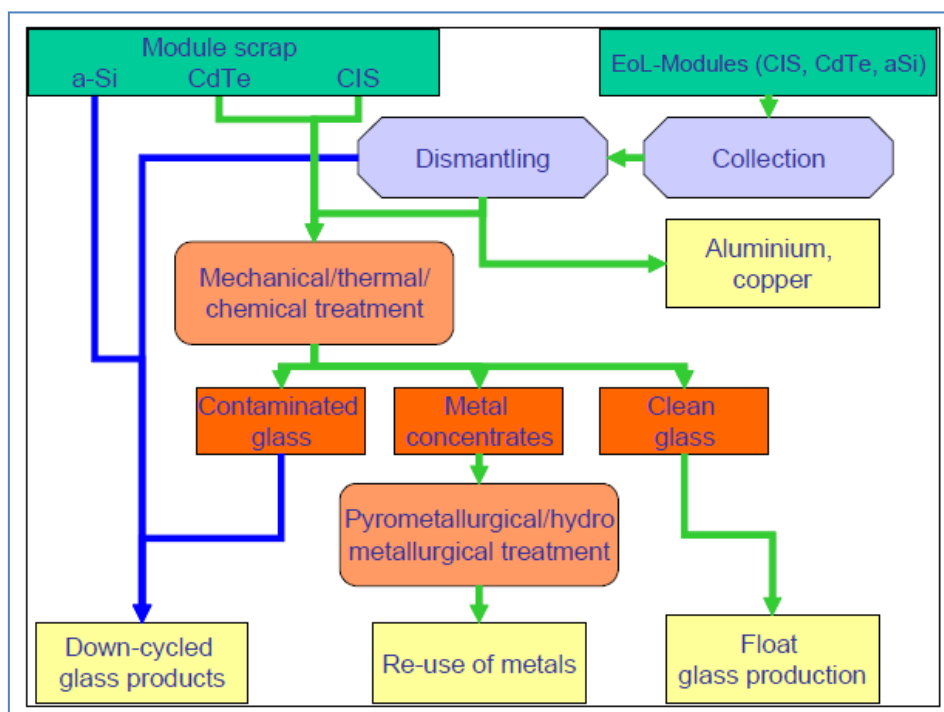 Module scrap
a-Si CdTe CIS
EoL-Modules (CIS, CdTe, aSi)
Dismantling
Collection
Aluminium,
copper
Mechanical/thermal/
chemical treatment
Contaminated
glass
Metal
concentrates
Clean
glass
Pyrometallurgical/hydro
metallurgical treatment
Down-cycled
glass products
Re-use of metals
Float
glass production